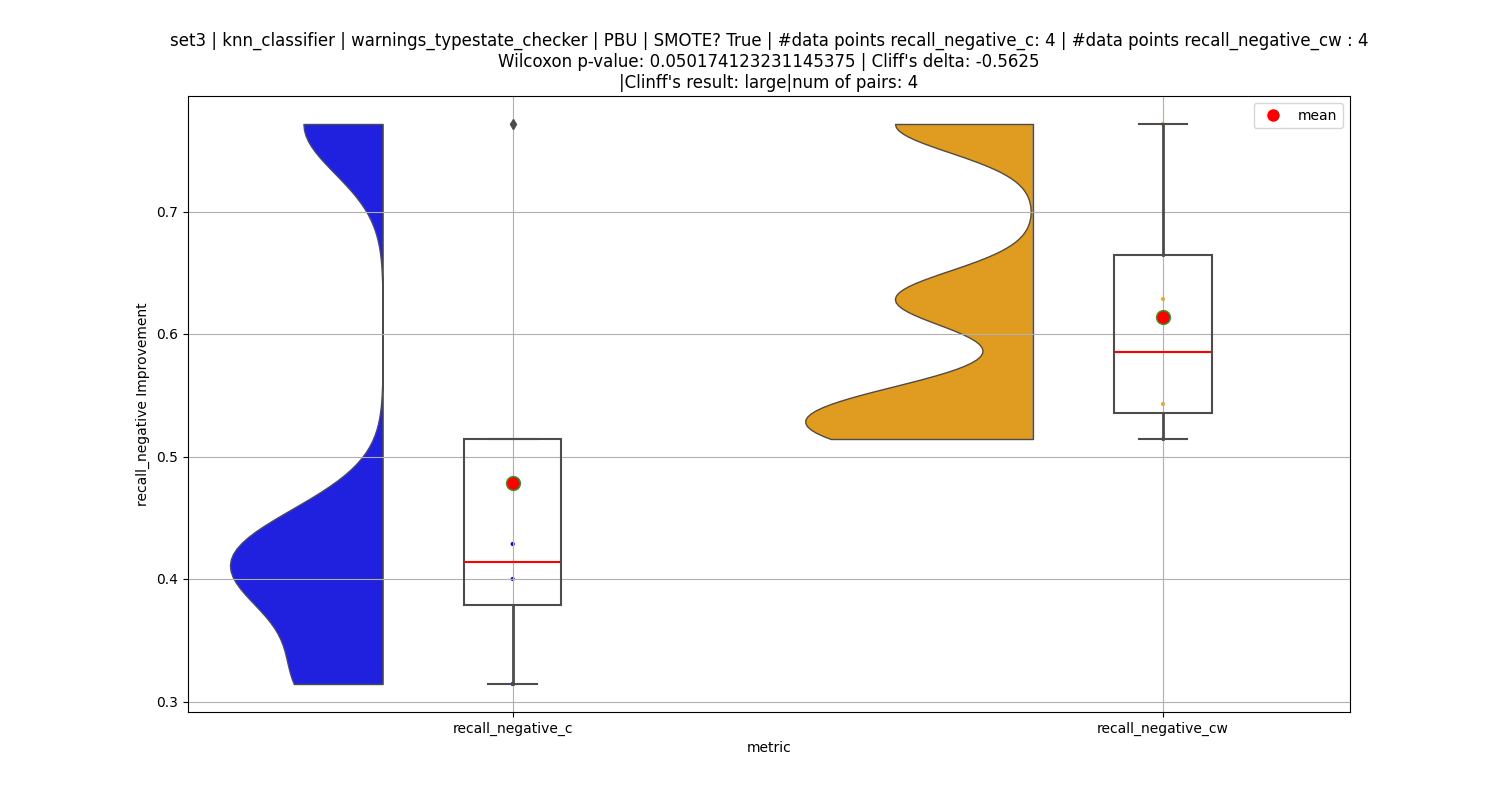 set3 | knn_classifier | warnings_typestate_checker | PBU | SMOTE? True | #data points recall_negative_c: 4 | #data points recall_negative_cw : 4
Wilcoxon p-value: 0.050174123231145375 | Cliff's delta: -0.5625
|Clinff's result: large|num of pairs: 4
mean
0.7
0.6
0.5
0.4
0.3
recall_negative Improvement
recall_negative_c
recall_negative_cw
metric